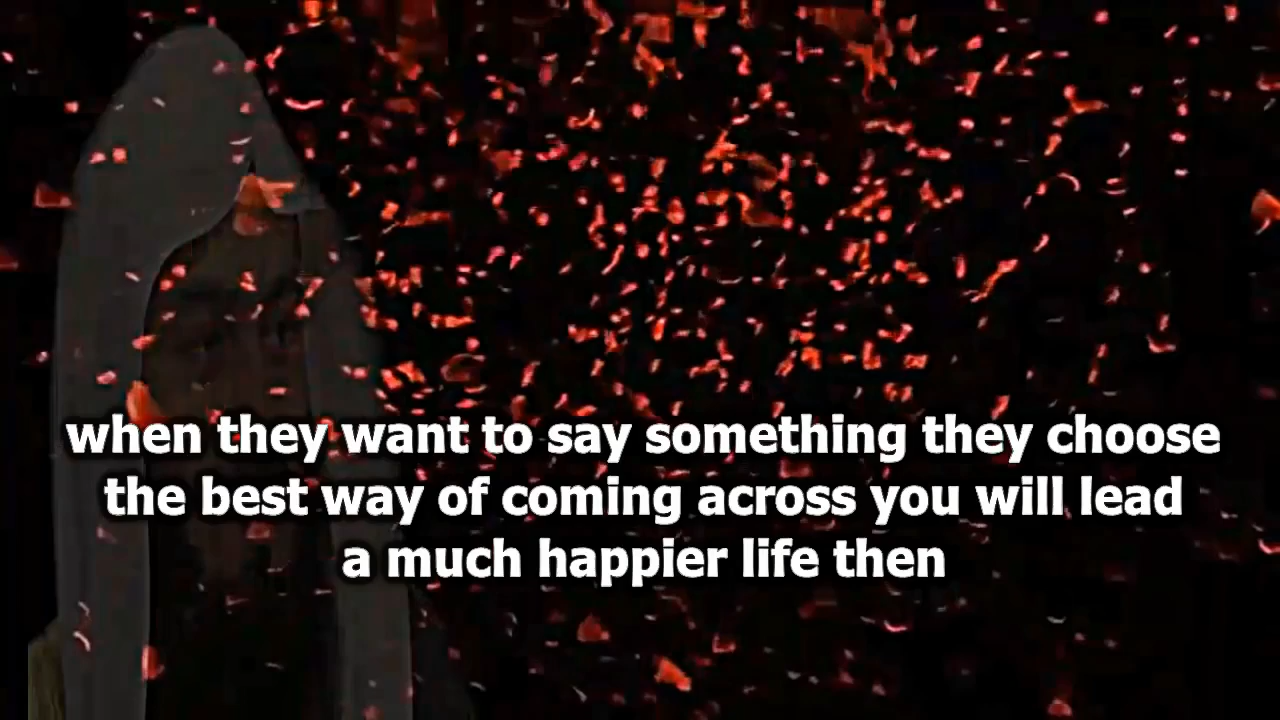 when they want to say something they choose
the best way of coming across you will lead
a much happier life then